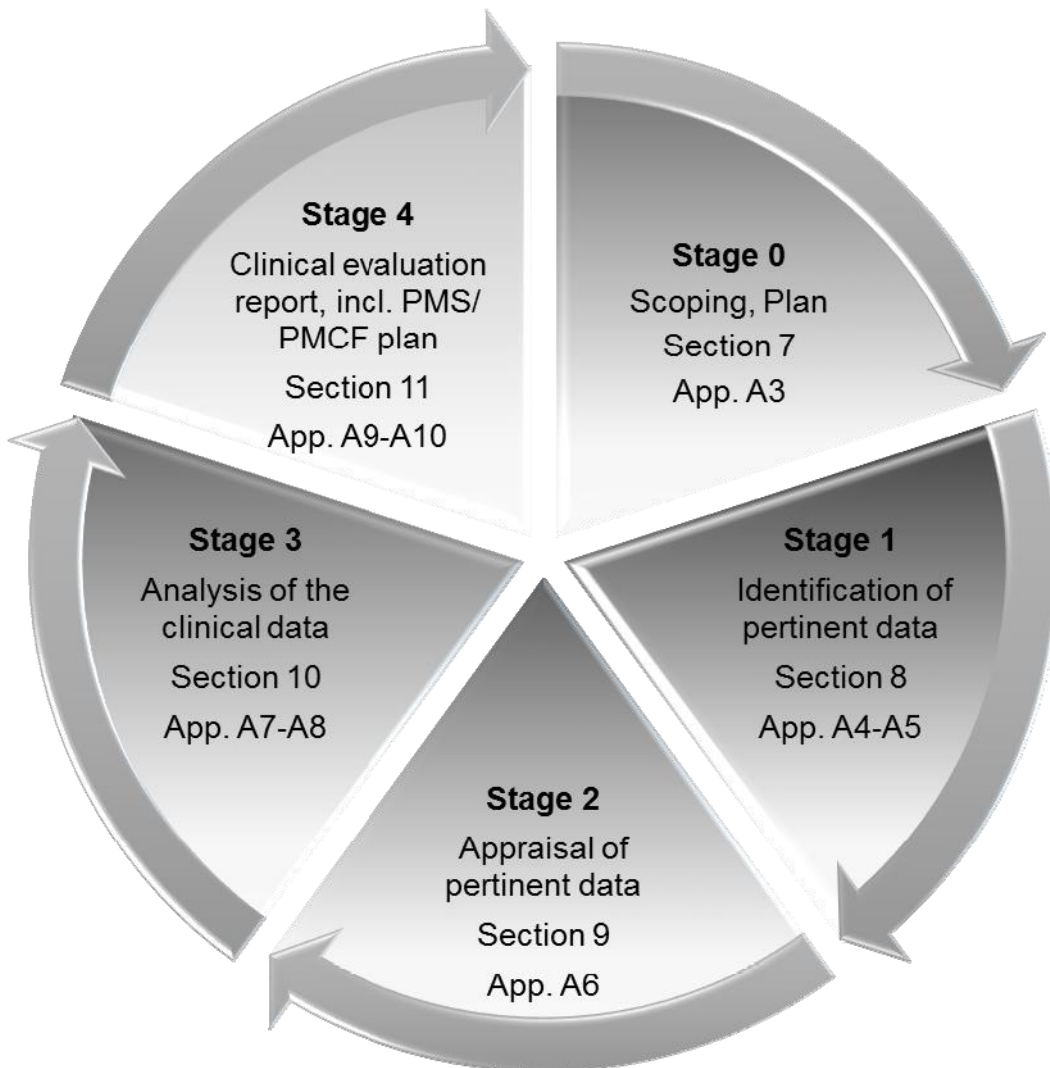 Stage 0
Scoping, Plan
Section 7
App. A3
Stage 1
Identification of
pertinent data
Section 8
App. A4-A5
Stage 2
Appraisal of
pertinent data
Section 9
App. A6
Stage 3
Analysis of the
clinical data
Section 10
App. A7-A8
Stage 4
Clinical evaluation
report, incl. PMS/
PMCF plan
Section 11
App. A9-A10